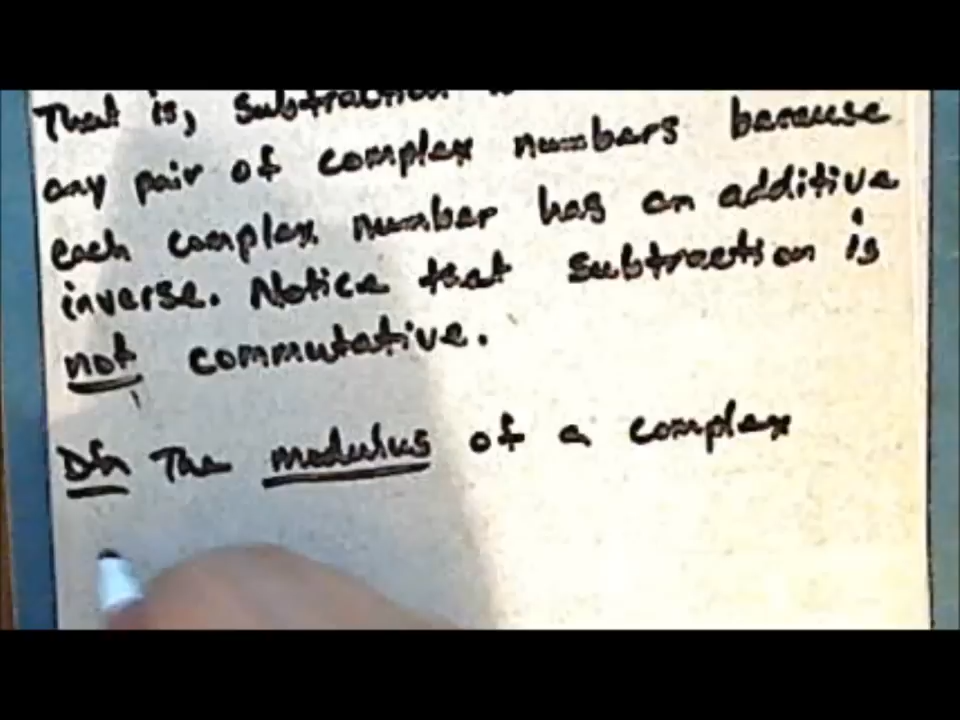 That is, subtraction
any pair of complex numbers because
each complex number has an additive
inverse. Notice that subtraction is
not commutative.
Dfn The modulus of a complex